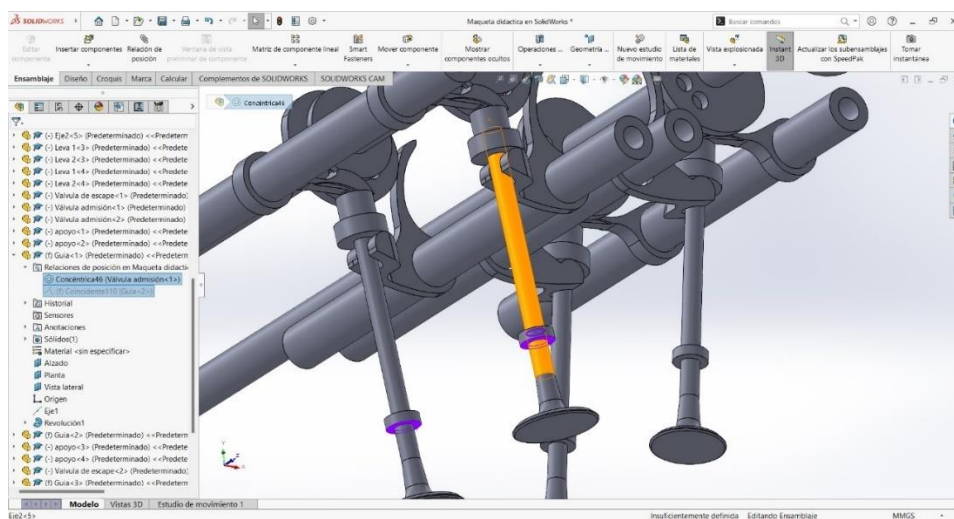 SOLIDWORKS
Maqueta didactica en SolidWorks *
Buscar comandos
Editar componente
Insertar componentes
Relación de posición
Ventana de vista preliminar de componente
Matriz de componente lineal
Smart Fasteners
Mover componente
Mostrar componentes ocultos
Operaciones ...
Geometría ...
Nuevo estudio de movimiento
Lista de materiales
Vista explosionada
Instant 3D
Actualizar los subensamblajes con SpeedPak
Tomar instantánea
Ensamblaje Diseño Croquis Marca Calcular Complementos de SOLIDWORKS SOLIDWORKS CAM
Concéntrica46
(-) Eje2<5> (Predeterminado) <<Predeterm
(-) Leva 1<3> (Predeterminado) <<Predete
(-) Leva 2<3> (Predeterminado) <<Predete
(-) Leva 1<4> (Predeterminado) <<Predete
(-) Leva 2<4> (Predeterminado) <<Predete
(-) Valvula de escape<1> (Predeterminado)
(-) Válvula admisión<1> (Predeterminado)
(-) Válvula admisión<2> (Predeterminado)
(-) apoyo<1> (Predeterminado) <<Predete
(-) apoyo<2> (Predeterminado) <<Predete
(f) Guia<1> (Predeterminado) <<Predeterm
Relaciones de posición en Maqueta didacti
Concéntrica46 (Válvula admisión<1>)
(f) Coincidente110 (Guia<2>)
Historial
Sensores
Anotaciones
Sólidos(1)
Material <sin especificar>
Alzado
Planta
Vista lateral
Origen
Eje1
Revolución1
(f) Guia<2> (Predeterminado) <<Predeterm
(-) apoyo<3> (Predeterminado) <<Predete
(-) apoyo<4> (Predeterminado) <<Predete
(-) Valvula de escape<2> (Predeterminado)
(f) Guia<3> (Predeterminado) <<Predeterm
Modelo Vistas 3D Estudio de movimiento 1
Eje2<5>
Insuficientemente definida Editando Ensamblaje MMGS